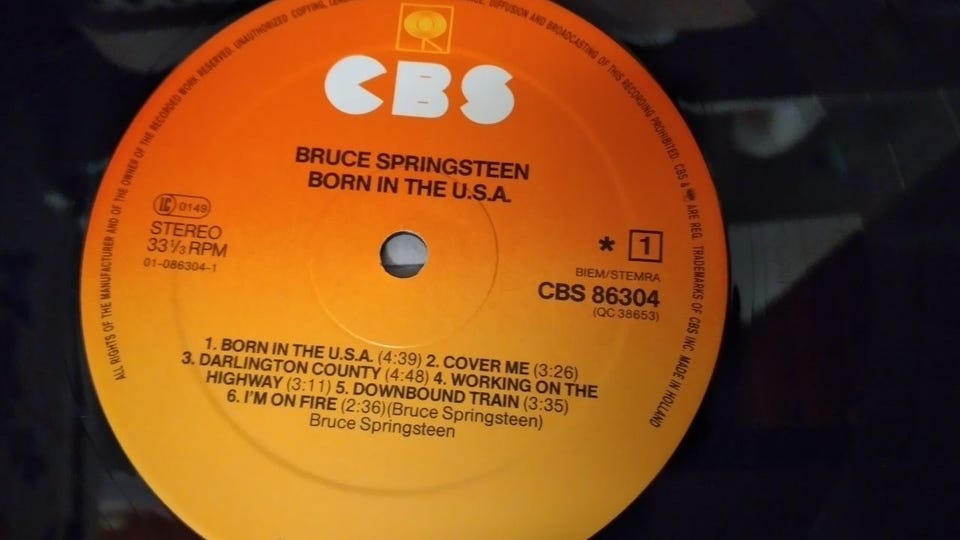 ALL RIGHTS OF THE MANUFACTURER AND OF THE OWNER OF THE RECORDED WORK RESERVED. UNAUTHORIZED COPYING, DIFFUSION AND BROADCASTING OF THIS RECORDING PROHIBITED. CBS & ARE REG. TRADEMARKS OF CBS INC. MADE IN HOLLAND
CBS
BRUCE SPRINGSTEEN
BORN IN THE U.S.A.
LC 0149
STEREO
33⅓ RPM
01-086304-1
* 1
BIEM/STEMRA
CBS 86304
(QC 38653)
1. BORN IN THE U.S.A. (4:39) 2. COVER ME (3:26)
3. DARLINGTON COUNTY (4:48) 4. WORKING ON THE
HIGHWAY (3:11) 5. DOWNBOUND TRAIN (3:35)
6. I'M ON FIRE (2:36)(Bruce Springsteen)
Bruce Springsteen